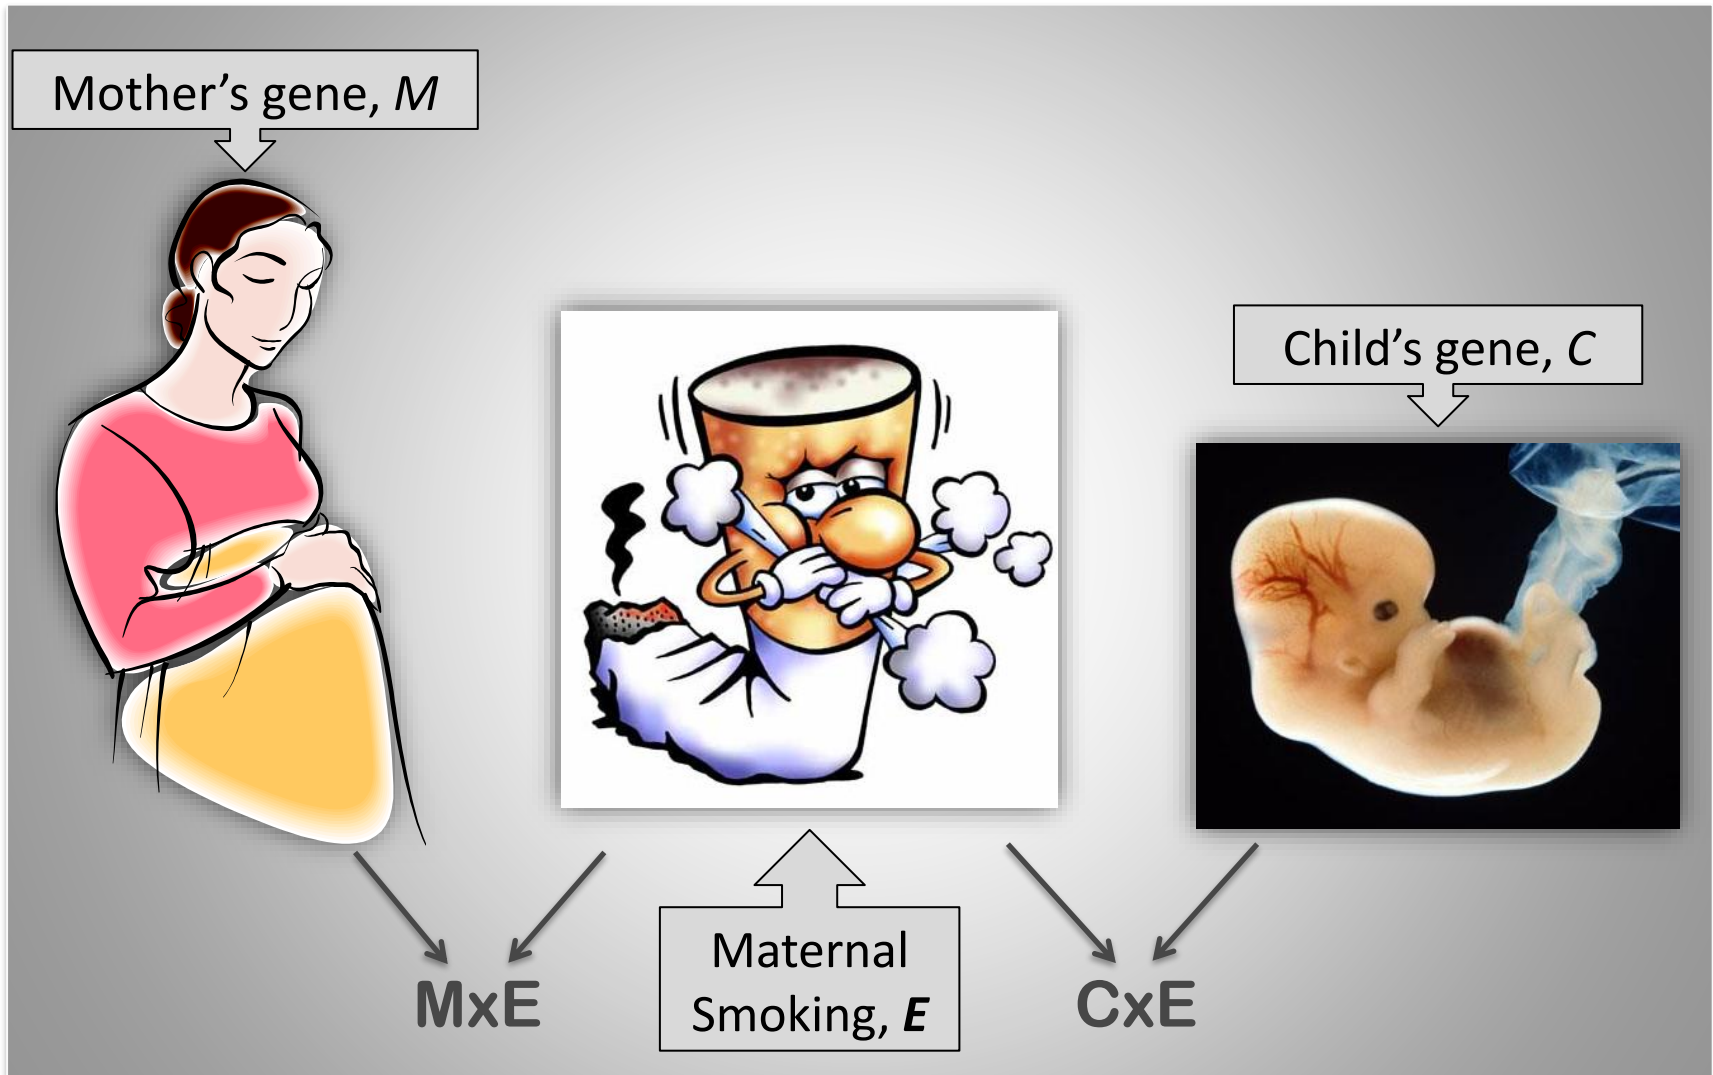 Mother’s gene, M
Child’s gene, C
Maternal
Smoking, E
MxE
CxE